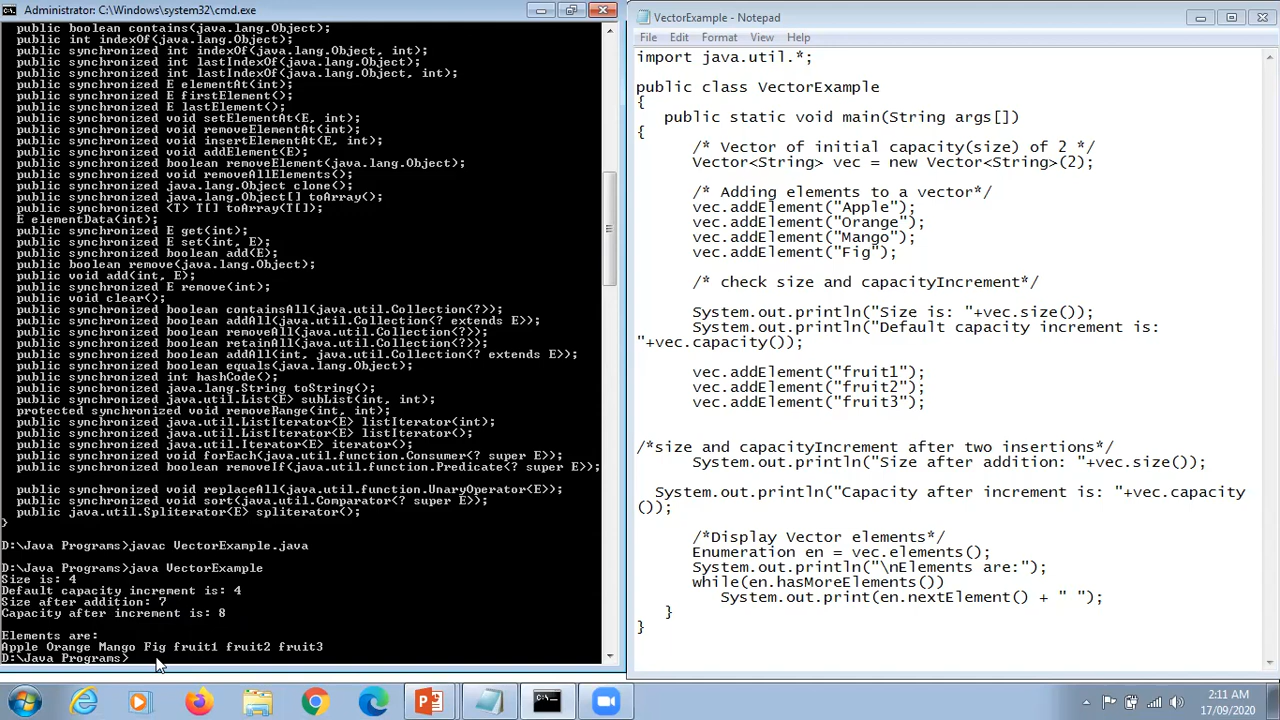 Administrator: C:\Windows\system32\cmd.exe
public boolean contains(java.lang.Object);
public int indexOf(java.lang.Object);
public synchronized int indexOf(java.lang.Object, int);
public synchronized int lastIndexOf(java.lang.Object);
public synchronized int lastIndexOf(java.lang.Object, int);
public synchronized E elementAt(int);
public synchronized E firstElement();
public synchronized E lastElement();
public synchronized void setElementAt(E, int);
public synchronized void removeElementAt(int);
public synchronized void insertElementAt(E, int);
public synchronized void addElement(E);
public synchronized boolean removeElement(java.lang.Object);
public synchronized void removeAllElements();
public synchronized java.lang.Object clone();
public synchronized java.lang.Object[] toArray();
public synchronized <T> T[] toArray(T[]);
E elementData(int);
public synchronized E get(int);
public synchronized E set(int, E);
public synchronized boolean add(E);
public boolean remove(java.lang.Object);
public void add(int, E);
public synchronized E remove(int);
public void clear();
public synchronized boolean containsAll(java.util.Collection<?>);
public synchronized boolean addAll(java.util.Collection<? extends E>);
public synchronized boolean removeAll(java.util.Collection<?>);
public synchronized boolean retainAll(java.util.Collection<?>);
public synchronized boolean addAll(int, java.util.Collection<? extends E>);
public synchronized boolean equals(java.lang.Object);
public synchronized int hashCode();
public synchronized java.lang.String toString();
public synchronized java.util.List<E> subList(int, int);
protected synchronized void removeRange(int, int);
public synchronized java.util.ListIterator<E> listIterator(int);
public synchronized java.util.ListIterator<E> listIterator();
public synchronized java.util.Iterator<E> iterator();
public synchronized void forEach(java.util.function.Consumer<? super E>);
public synchronized boolean removeIf(java.util.function.Predicate<? super E>);
public synchronized void replaceAll(java.util.function.UnaryOperator<E>);
public synchronized void sort(java.util.Comparator<? super E>);
public java.util.Spliterator<E> spliterator();
}
D:\Java Programs>javac VectorExample.java
D:\Java Programs>java VectorExample
Size is: 4
Default capacity increment is: 4
Size after addition: 7
Capacity after increment is: 8
Elements are:
Apple Orange Mango Fig fruit1 fruit2 fruit3
D:\Java Programs>
VectorExample - Notepad
File Edit Format View Help
import java.util.*;
public class VectorExample
{
public static void main(String args[])
{
/* Vector of initial capacity(size) of 2 */
Vector<String> vec = new Vector<String>(2);
/* Adding elements to a vector*/
vec.addElement("Apple");
vec.addElement("Orange");
vec.addElement("Mango");
vec.addElement("Fig");
/* check size and capacityIncrement*/
System.out.println("Size is: "+vec.size());
System.out.println("Default capacity increment is:
"+vec.capacity());
vec.addElement("fruit1");
vec.addElement("fruit2");
vec.addElement("fruit3");
/*size and capacityIncrement after two insertions*/
System.out.println("Size after addition: "+vec.size());
System.out.println("Capacity after increment is: "+vec.capacity
());
/*Display Vector elements*/
Enumeration en = vec.elements();
System.out.println("\nElements are:");
while(en.hasMoreElements())
System.out.print(en.nextElement() + " ");
}
}
2:11 AM
17/09/2020